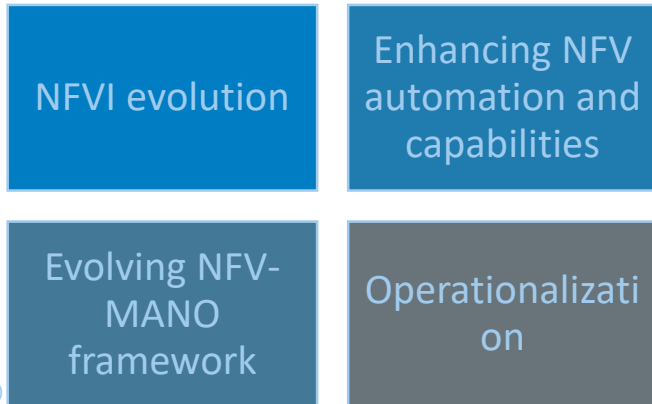 NFVI evolution
Enhancing NFV
automation and
capabilities
Evolving NFV-
MANO
framework
Operationalizati
on